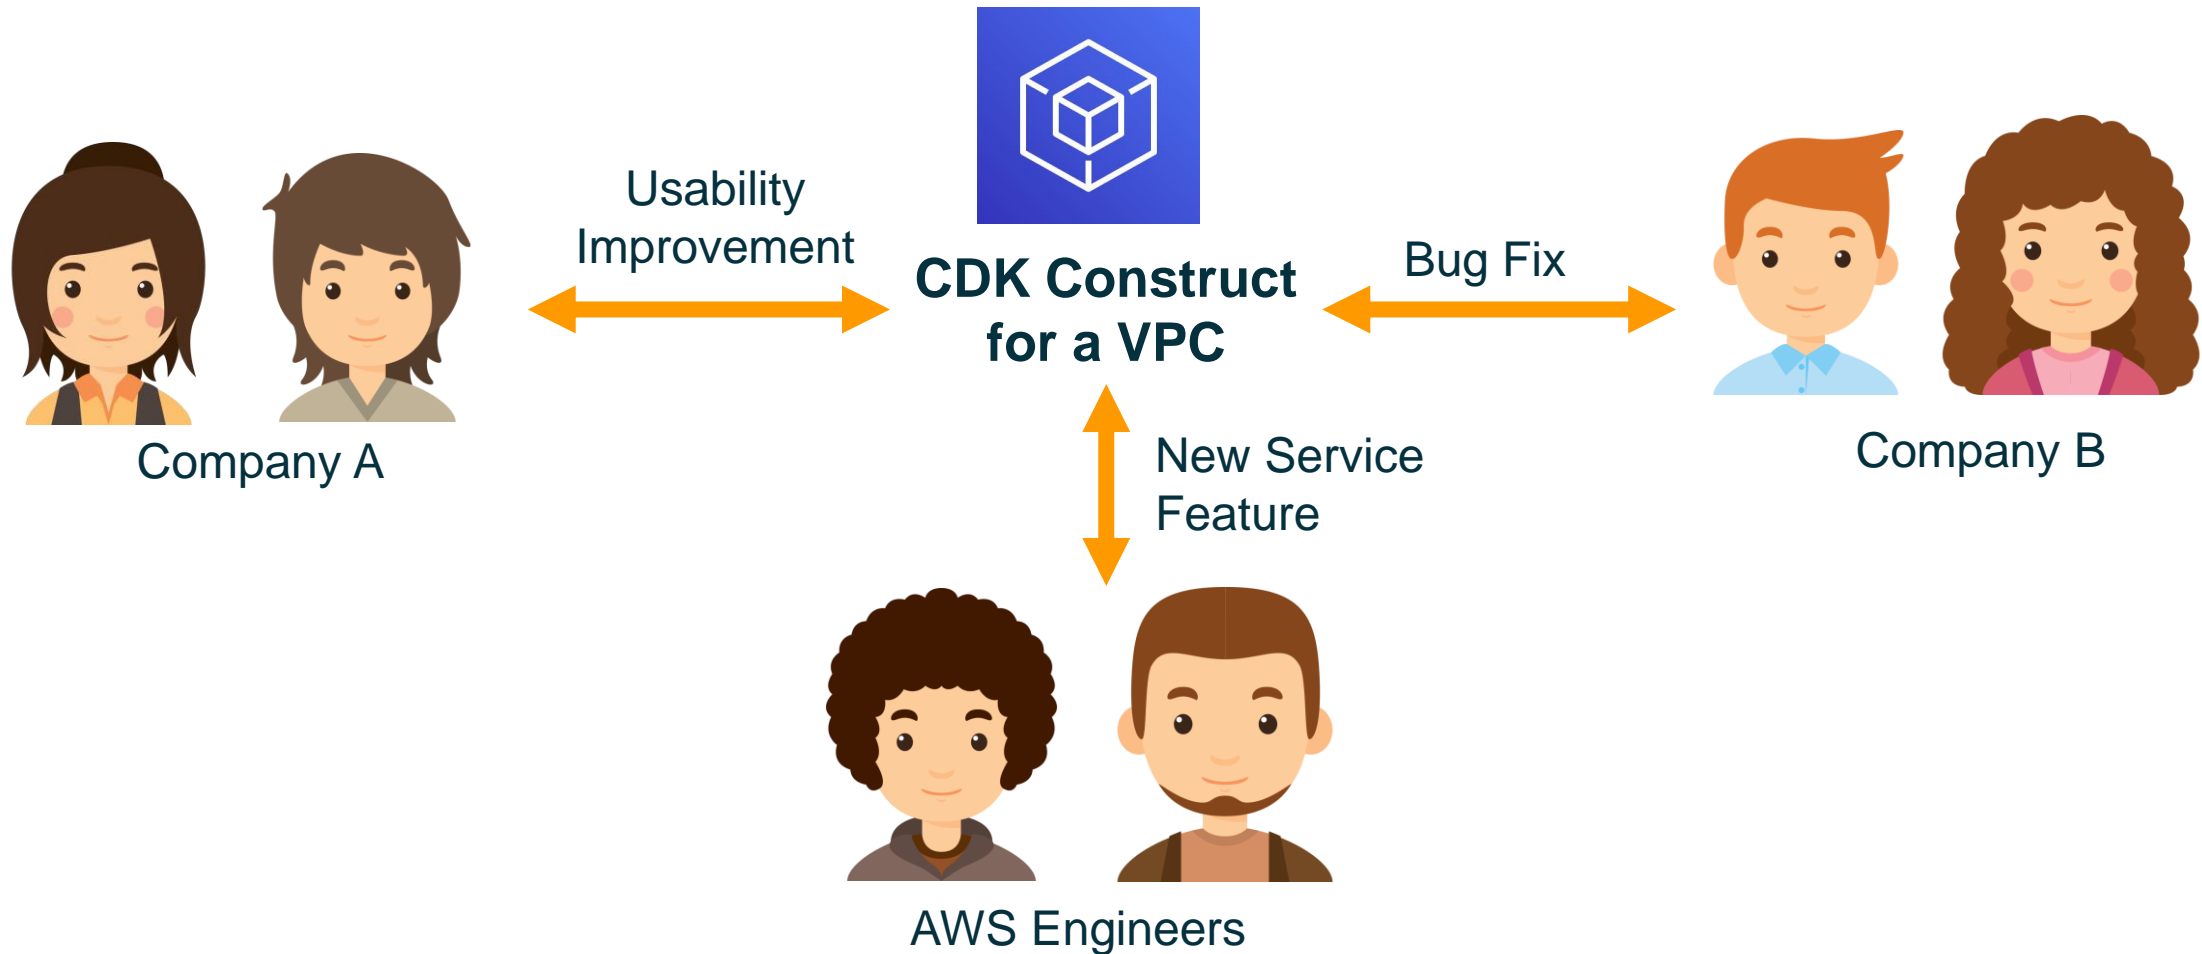 Usability
Improvement
CDK Construct
for a VPC
Bug Fix
Company A
New Service
Feature
Company B
AWS Engineers